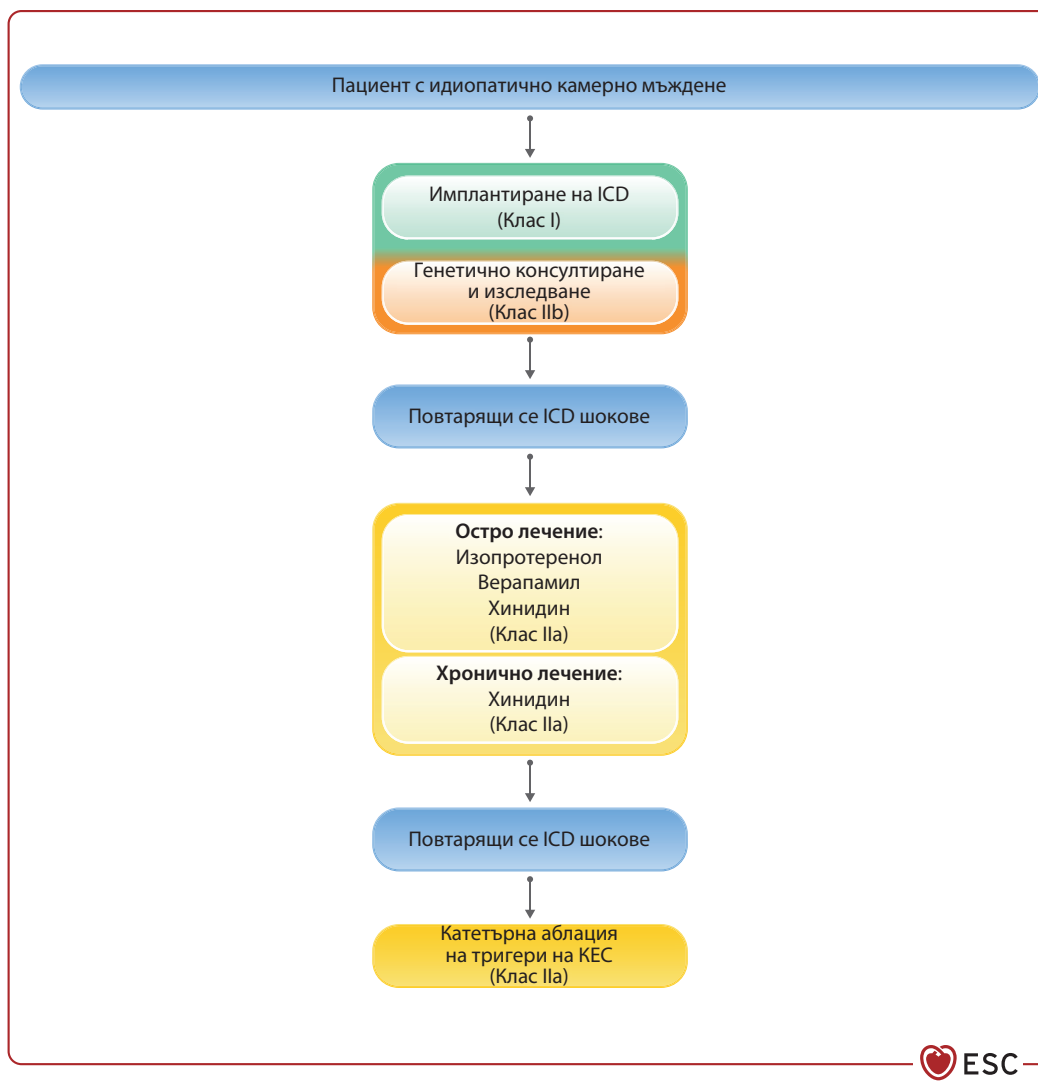 Пациент с идиопатично камерно мъждене
Имплантиране на ICD
(Клас I)
Генетично консултиране
и изследване
(Клас IIb)
Повтарящи се ICD шокове
Остро лечение:
Изопротеренол
Верапамил
Хинидин
(Клас IIa)
Хронично лечение:
Хинидин
(Клас IIa)
Повтарящи се ICD шокове
Катетърна аблация
на тригери на КЕС
(Клас IIa)
ESC